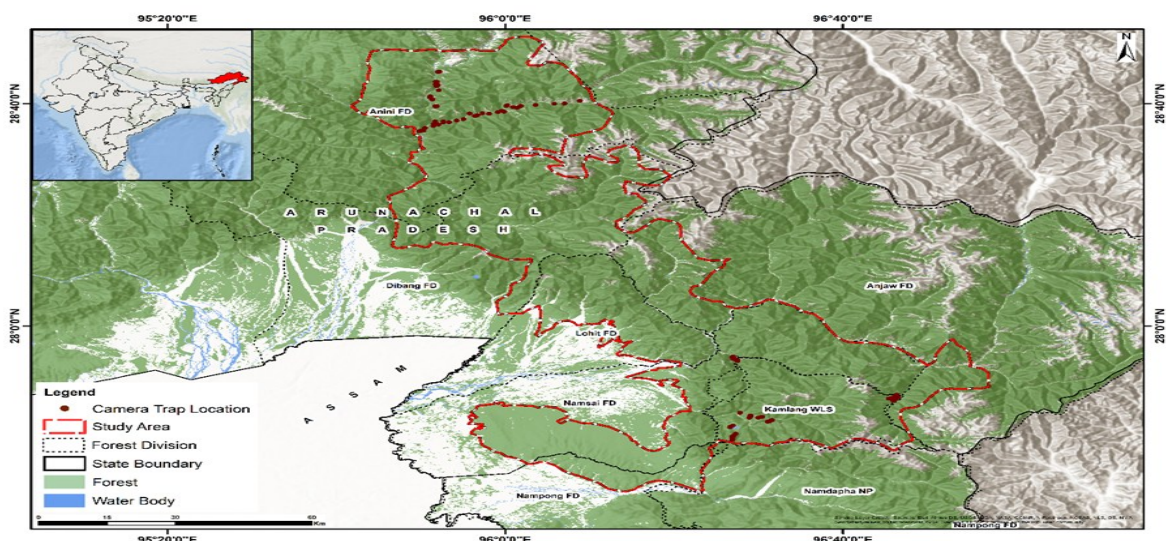 95°20'0"E
96°0'0"E
96°40'0"E
N
28°40'0"N
28°40'0"N
Anini FD
A R U N A C H A L
P R A D E S H
Dibang FD
Anjaw FD
28°0'0"N
28°0'0"N
Lohit FD
A S S A M
Namsai FD
Kamlang WLS
Nampong FD
Namdapha NP
Nampong FD
Legend
Camera Trap Location
Study Area
Forest Division
State Boundary
Forest
Water Body
0
15
30
60
Km
95°20'0"E
96°0'0"E
96°40'0"E